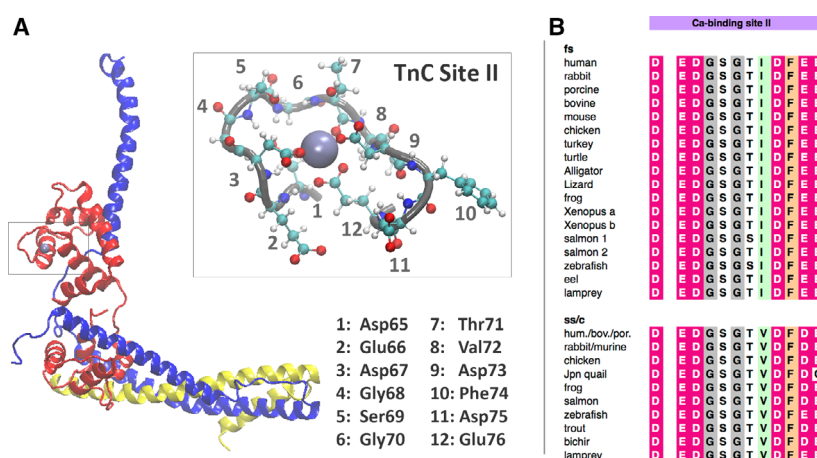 A
TnC Site II
1
2
3
4
5
6
7
8
9
10
11
12
1: Asp65 7: Thr71
2: Glu66 8: Val72
3: Asp67 9: Asp73
4: Gly68 10: Phe74
5: Ser69 11: Asp75
6: Gly70 12: Glu76
B
Ca-binding site II
fs
human D E D G S G T I D F E
rabbit D E D G S G T I D F E
porcine D E D G S G T I D F E
bovine D E D G S G T I D F E
mouse D E D G S G T I D F E
chicken D E D G S G T I D F E
turkey D E D G S G T I D F E
turtle D E D G S G T I D F E
Alligator D E D G S G T I D F E
Lizard D E D G S G T I D F E
frog D E D G S G T I D F E
Xenopus a D E D G S G T I D F E
Xenopus b D E D G S G T I D F E
salmon 1 D E D G S G S I D F E
salmon 2 D E D G S G T I D F E
zebrafish D E D G S G S I D F E
eel D E D G S G T I D F E
lamprey D E D G S G T I D F E
ss/c
hum./bov./por. D E D G S G T V D F D
rabbit/murine D E D G S G T V D F D
chicken D E D G S G T V D F D
Jpn quail D E D G S G T V D F D
frog D E D G S G T V D F D
salmon D E D G S G T V D F D
zebrafish D E D G S G T V D F D
trout D E D G S G T V D F D
bichir D E D G S G T V D F D
lamprey D E D G S G T V D F D